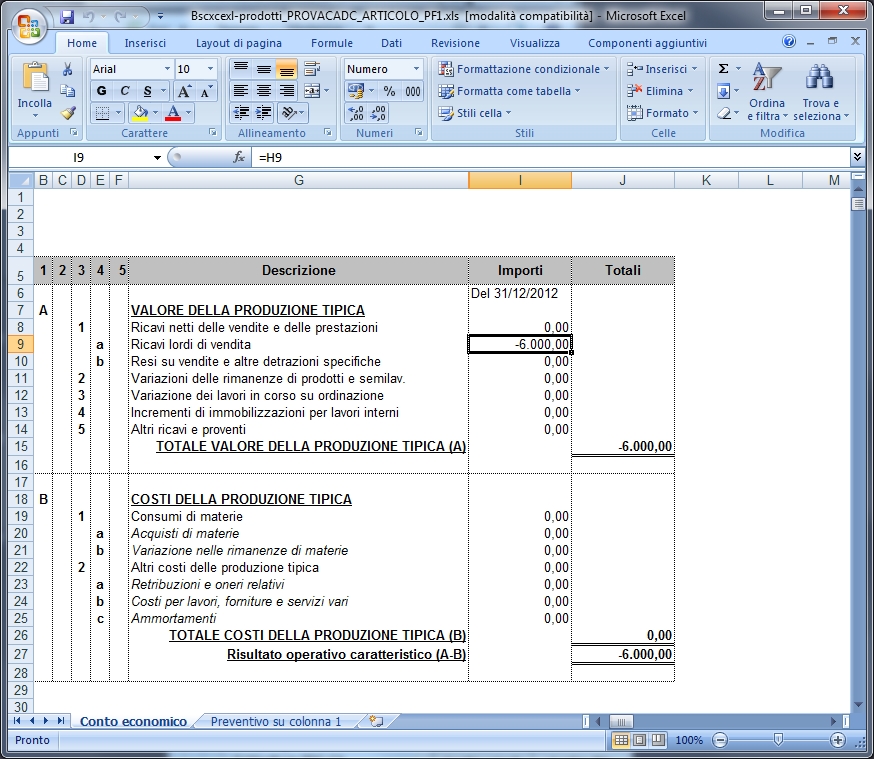 Bscxcexl-prodotti_PROVACADC_ARTICOLO_PF1.xls [modalità compatibilità] - Microsoft Excel
Home Inserisci Layout di pagina Formule Dati Revisione Visualizza Componenti aggiuntivi
Incolla
Appunti
Arial 10
G C S A A
A
Carattere
Allineamento
Numero
% 000
,00 ,00
Numeri
Formattazione condizionale
Formatta come tabella
Stili cella
Stili
Inserisci
Elimina
Formato
Celle
Σ
Ordina e filtra
Trova e seleziona
Modifica
I9 fx =H9
B C D E F G I J K L M
1
2
3
4
5 1 2 3 4 5 Descrizione Importi Totali
6 Del 31/12/2012
7 A VALORE DELLA PRODUZIONE TIPICA
8 1 Ricavi netti delle vendite e delle prestazioni 0,00
9 a Ricavi lordi di vendita -6.000,00
10 b Resi su vendite e altre detrazioni specifiche 0,00
11 2 Variazioni delle rimanenze di prodotti e semilav. 0,00
12 3 Variazione dei lavori in corso su ordinazione 0,00
13 4 Incrementi di immobilizzazioni per lavori interni 0,00
14 5 Altri ricavi e proventi 0,00
15 TOTALE VALORE DELLA PRODUZIONE TIPICA (A) -6.000,00
16
17
18 B COSTI DELLA PRODUZIONE TIPICA
19 1 Consumi di materie 0,00
20 a Acquisti di materie 0,00
21 b Variazione nelle rimanenze di materie 0,00
22 2 Altri costi delle produzione tipica 0,00
23 a Retribuzioni e oneri relativi 0,00
24 b Costi per lavori, forniture e servizi vari 0,00
25 c Ammortamenti 0,00
26 TOTALE COSTI DELLA PRODUZIONE TIPICA (B) 0,00
27 Risultato operativo caratteristico (A-B) -6.000,00
28
29
30
Conto economico Preventivo su colonna 1
Pronto 100%